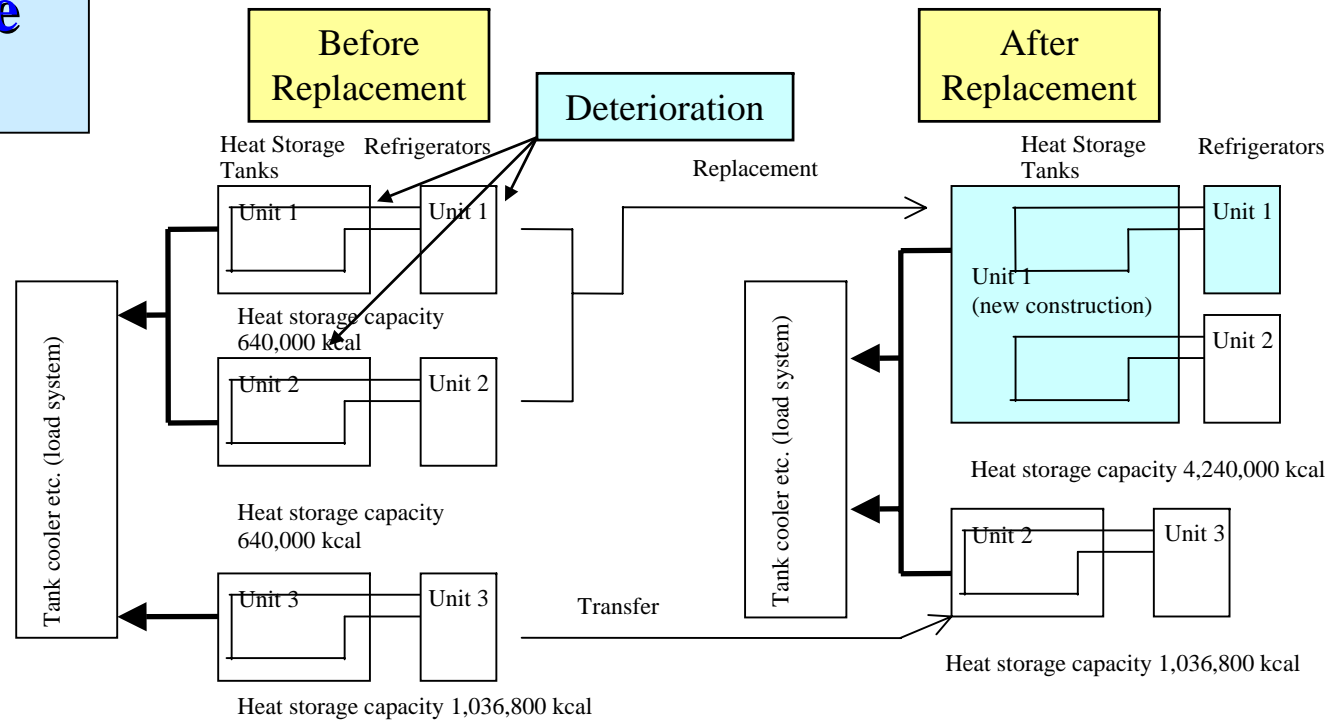 Before
Replacement
After
Replacement
Deterioration
Heat Storage
Tanks
Refrigerators
Replacement
Heat Storage
Tanks
Refrigerators
Unit 1
Unit 1
Heat storage capacity
640,000 kcal
Unit 2
Unit 2
Heat storage capacity
640,000 kcal
Unit 3
Unit 3
Heat storage capacity 1,036,800 kcal
Tank cooler etc. (load system)
Transfer
Tank cooler etc. (load system)
Unit 1
(new construction)
Unit 1
Unit 2
Heat storage capacity 4,240,000 kcal
Unit 2
Unit 3
Heat storage capacity 1,036,800 kcal